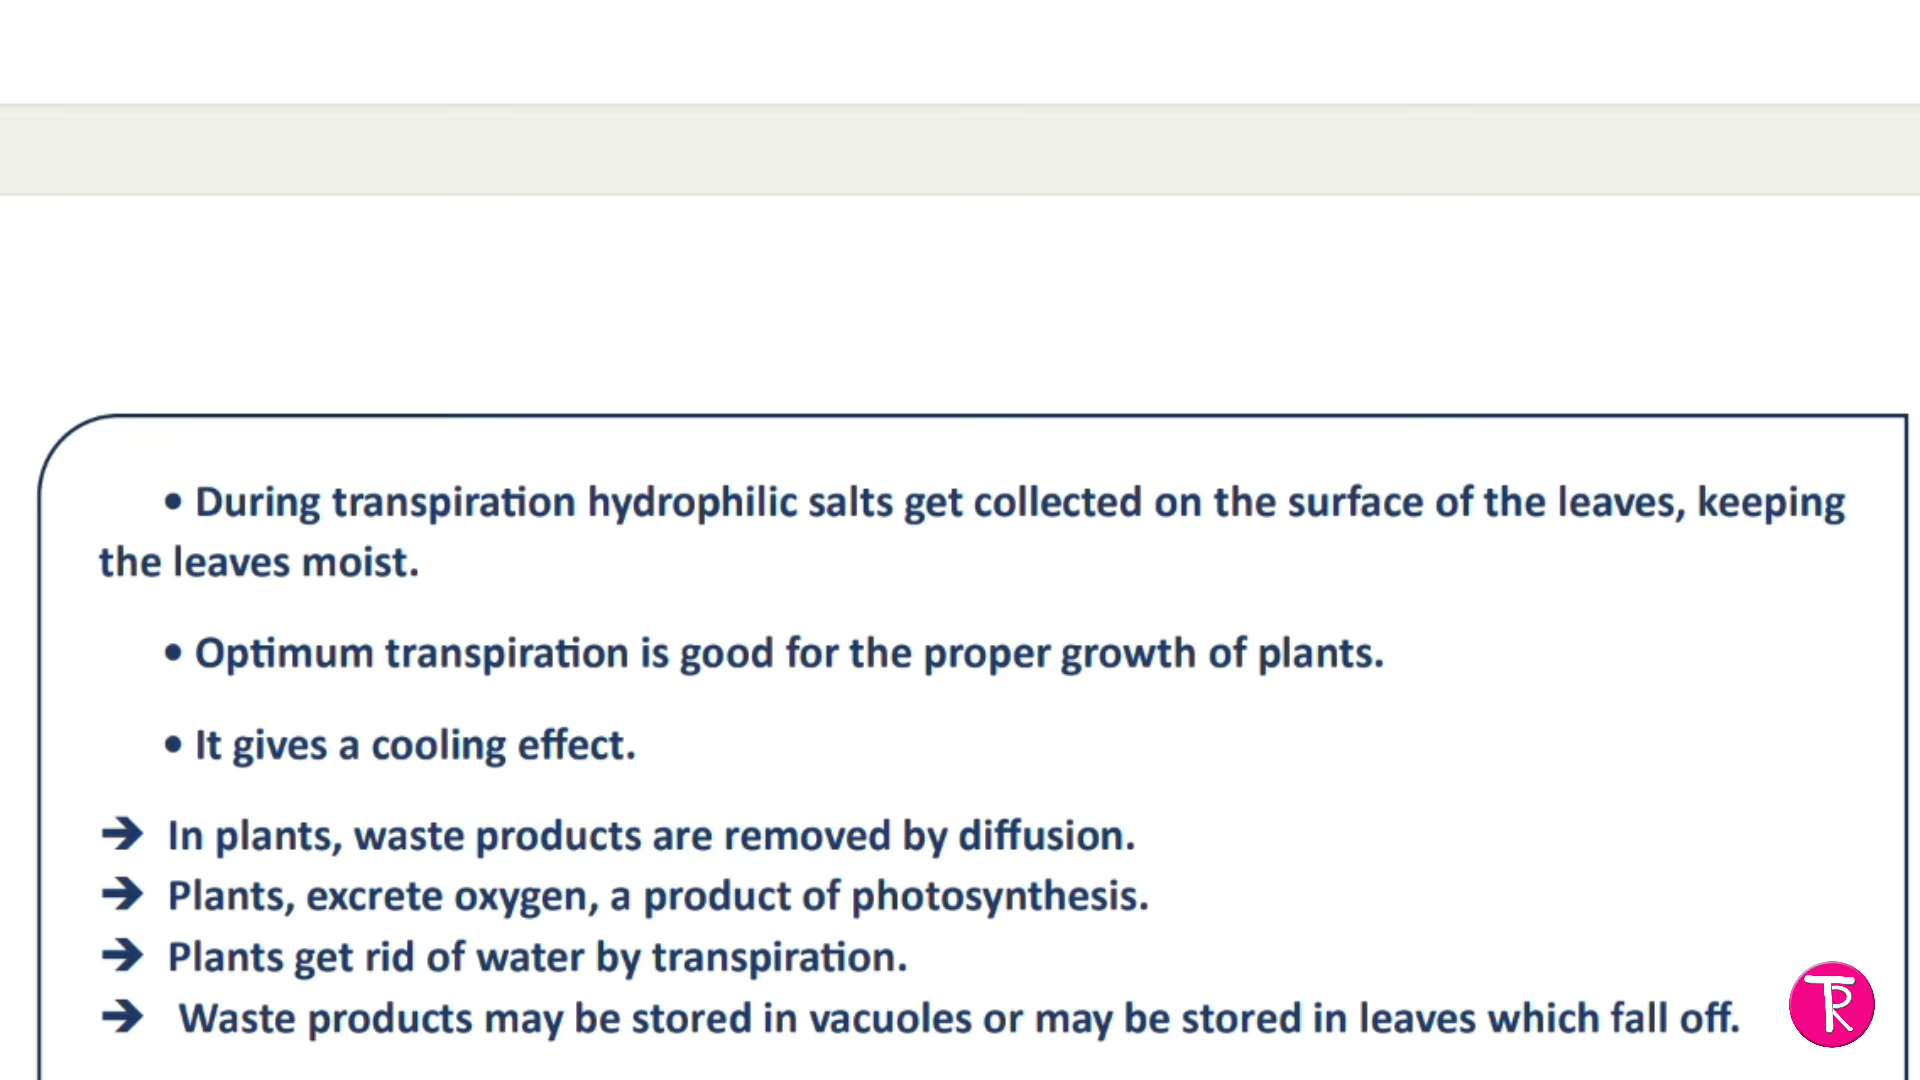 • During transpiration hydrophilic salts get collected on the surface of the leaves, keeping
the leaves moist.
• Optimum transpiration is good for the proper growth of plants.
• It gives a cooling effect.
➔ In plants, waste products are removed by diffusion.
➔ Plants, excrete oxygen, a product of photosynthesis.
➔ Plants get rid of water by transpiration.
➔ Waste products may be stored in vacuoles or may be stored in leaves which fall off.
TR